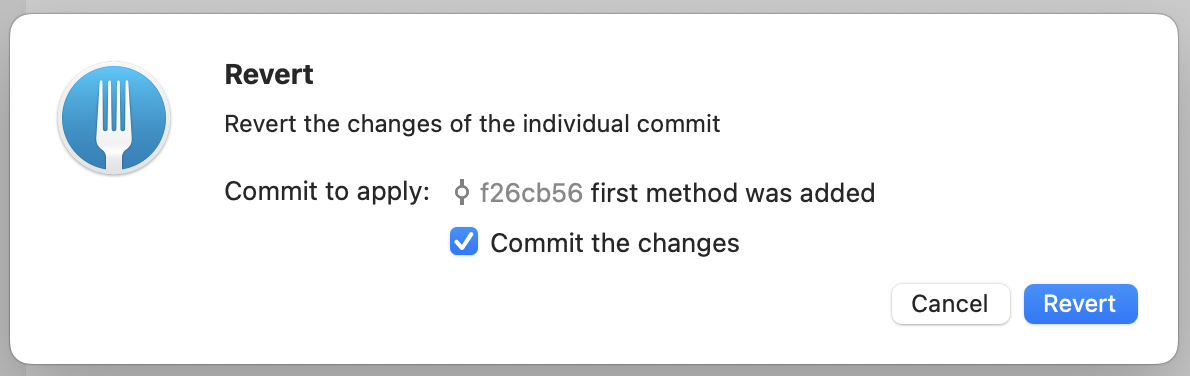 Revert
Revert the changes of the individual commit
Commit to apply: f26cb56 first method was added
Commit the changes
Cancel Revert